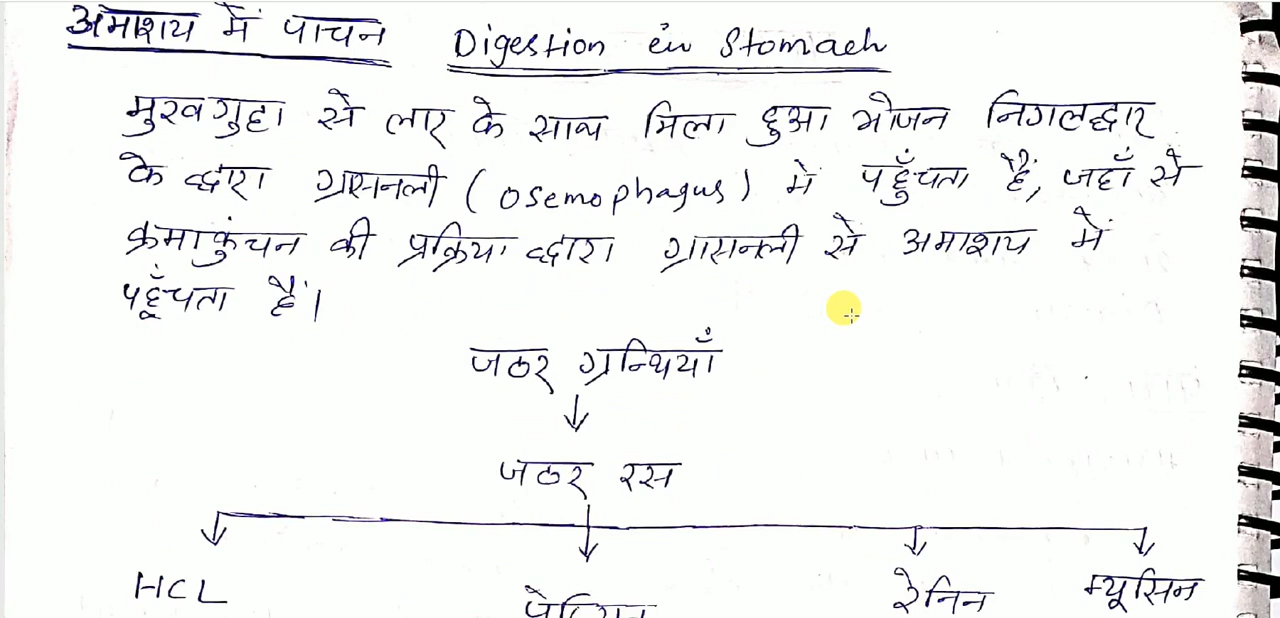 अमाशय में पाचन Digestion in Stomach
मुखगुहा से लार के साथ मिला हुआ भोजन निगलद्वार
के द्वारा ग्रासनली (Osemophagus) में पहुँचता है, जहाँ से
क्रमाकुंचन की प्रक्रिया द्वारा ग्रासनली से अमाशय में
पहूँचता है।
जठर ग्रन्थियाँ
जठर रस
HCL रेनिन म्यूसिन